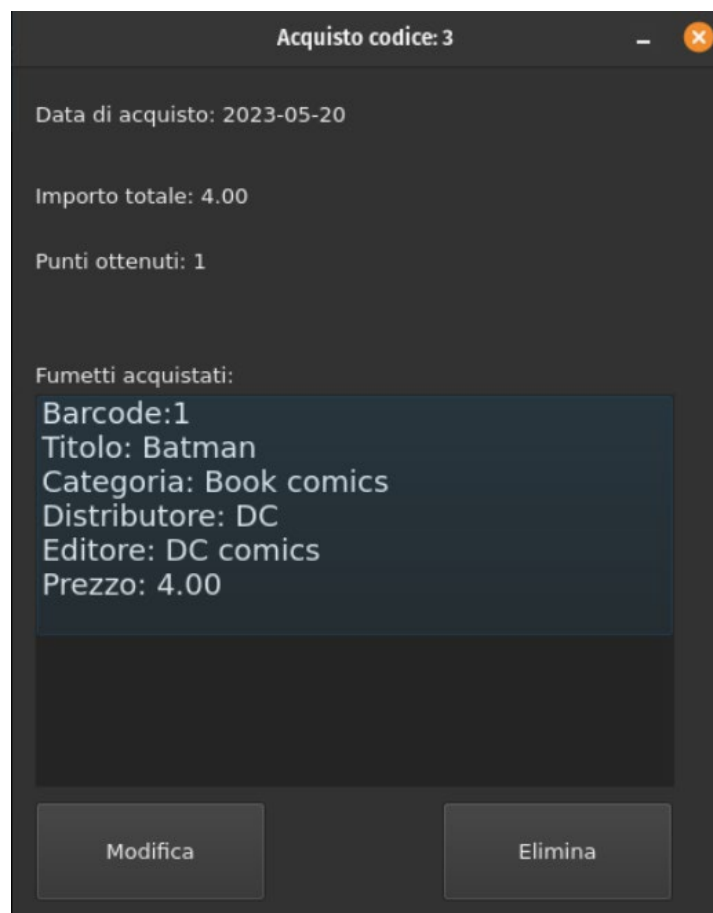 Acquisto codice: 3
Data di acquisto: 2023-05-20
Importo totale: 4.00
Punti ottenuti: 1
Fumetti acquistati:
Barcode:1
Titolo: Batman
Categoria: Book comics
Distributore: DC
Editore: DC comics
Prezzo: 4.00
Modifica
Elimina